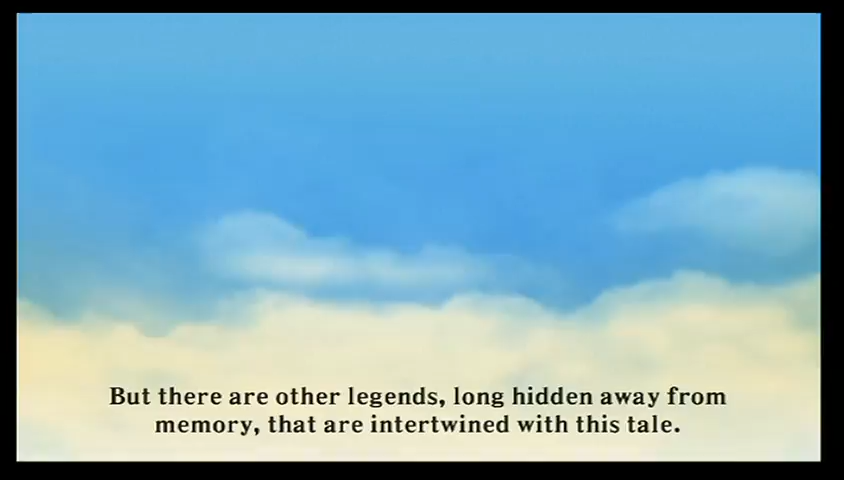 But there are other legends, long hidden away from
memory, that are intertwined with this tale.